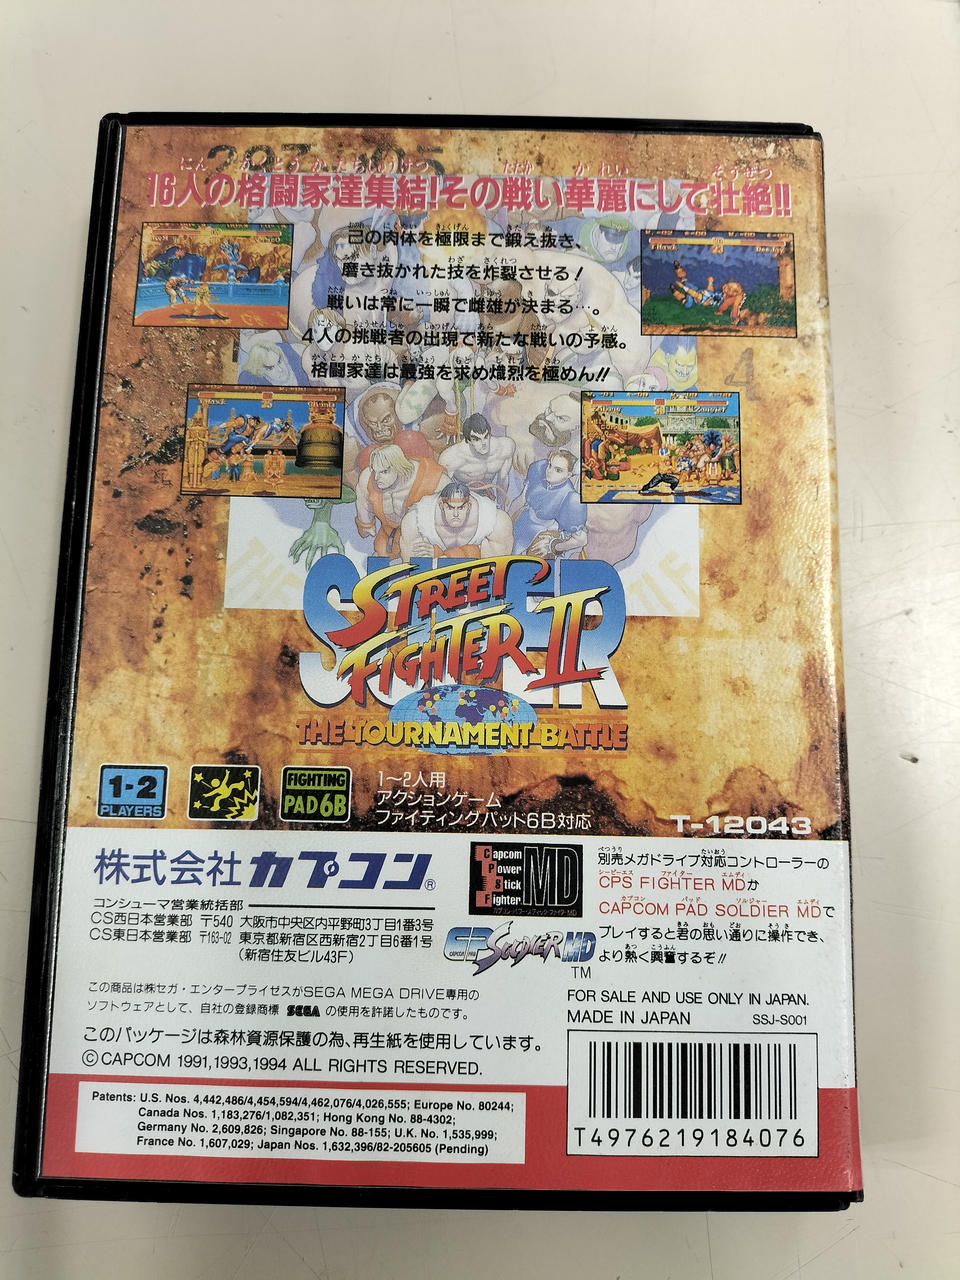 16人の格闘家達集結!その戦い華麗にして壮絶!!
己の肉体を極限まで鍛え抜き、
磨き抜かれた技を炸裂させる!
戦いは常に一瞬で雌雄が決まる…。
4人の挑戦者の出現で新たな戦いの予感。
格闘家達は最強を求め熾烈を極めん!!
SUPER
STREET
FIGHTER II
THE TOURNAMENT BATTLE
1-2
PLAYERS
FIGHTING
PAD 6B
1〜2人用
アクションゲーム
ファイティングパッド6B対応
T-12043
株式会社カプコン®
コンシューマ営業統括部
CS西日本営業部 〒540 大阪市中央区内平野町3丁目1番3号
CS東日本営業部 〒163-02 東京都新宿区西新宿2丁目6番1号
(新宿住友ビル43F)
Capcom
Power
Stick
Fighter
MD
カプコン・パワー・スティック・ファイター・MD
CAPCOM PAD SOLDIER MD
TM
別売メガドライブ対応コントローラーの
CPS FIGHTER MDか
CAPCOM PAD SOLDIER MDで
プレイすると君の思い通りに操作でき、
より熱く興奮するぞ!!
この商品は㈱セガ・エンタープライゼスがSEGA MEGA DRIVE専用の
ソフトウェアとして、自社の登録商標 SEGA の使用を許諾したものです。
このパッケージは森林資源保護の為、再生紙を使用しています。
©CAPCOM 1991,1993,1994 ALL RIGHTS RESERVED.
FOR SALE AND USE ONLY IN JAPAN.
MADE IN JAPAN SSJ-S001
Patents: U.S. Nos. 4,442,486/4,454,594/4,462,076/4,026,555; Europe No. 80244;
Canada Nos. 1,183,276/1,082,351; Hong Kong No. 88-4302;
Germany No. 2,609,826; Singapore No. 88-155; U.K. No. 1,535,999;
France No. 1,607,029; Japan Nos. 1,632,396/82-205605 (Pending)
T4976219184076